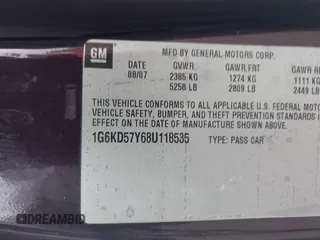 GM
MFD BY GENERAL MOTORS CORP.
DATE GVWR GAWR FRT GAWR R
08/07 2385 KG 1274 KG 1111 KG
5258 LB 2809 LB 2449 LB
THIS VEHICLE CONFORMS TO ALL APPLICABLE U.S. FEDERAL MOTOR
VEHICLE SAFETY, BUMPER, AND THEFT PREVENTION STANDARDS
IN EFFECT ON THE DATE OF MANUFACTURE SHOWN ABOVE.
1G6KD57Y68U118535 TYPE: PASS CAR
DREAMBID